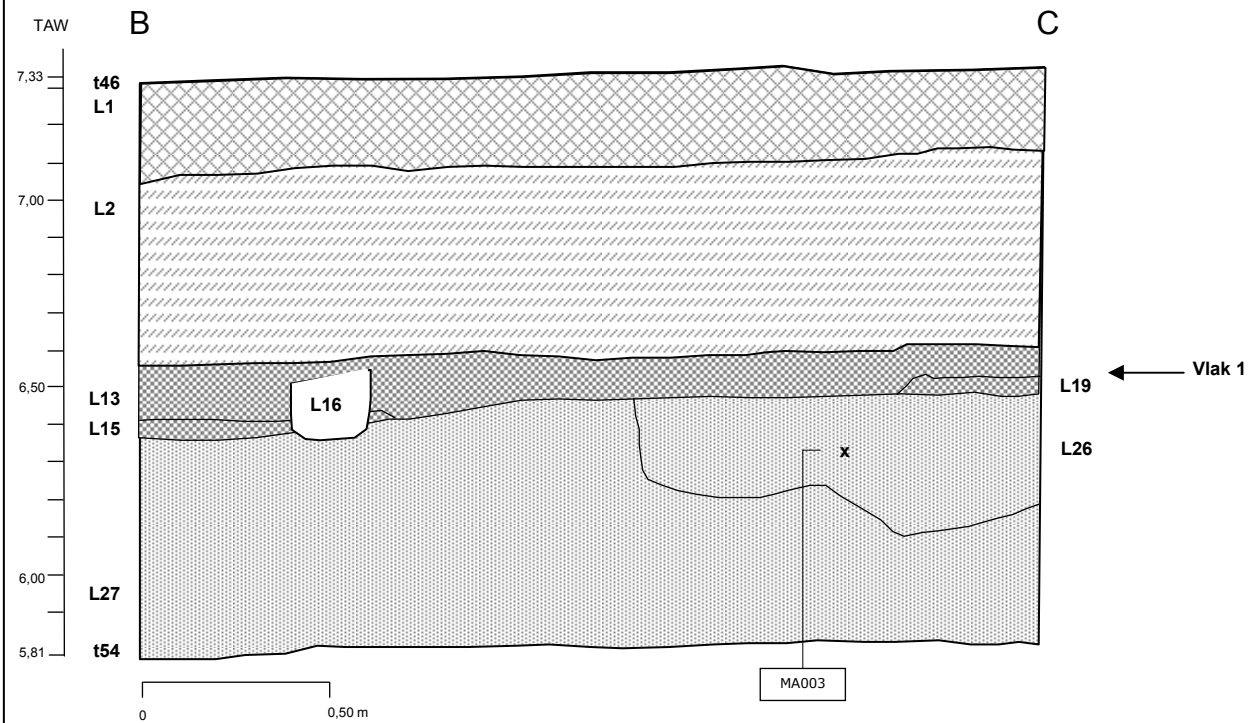 TAW
B
C
7,33
t46
L1
7,00
L2
6,50
Vlak 1
L13
L16
L19
L15
L26
x
6,00
L27
5,81
t54
MA003
0
0,50 m